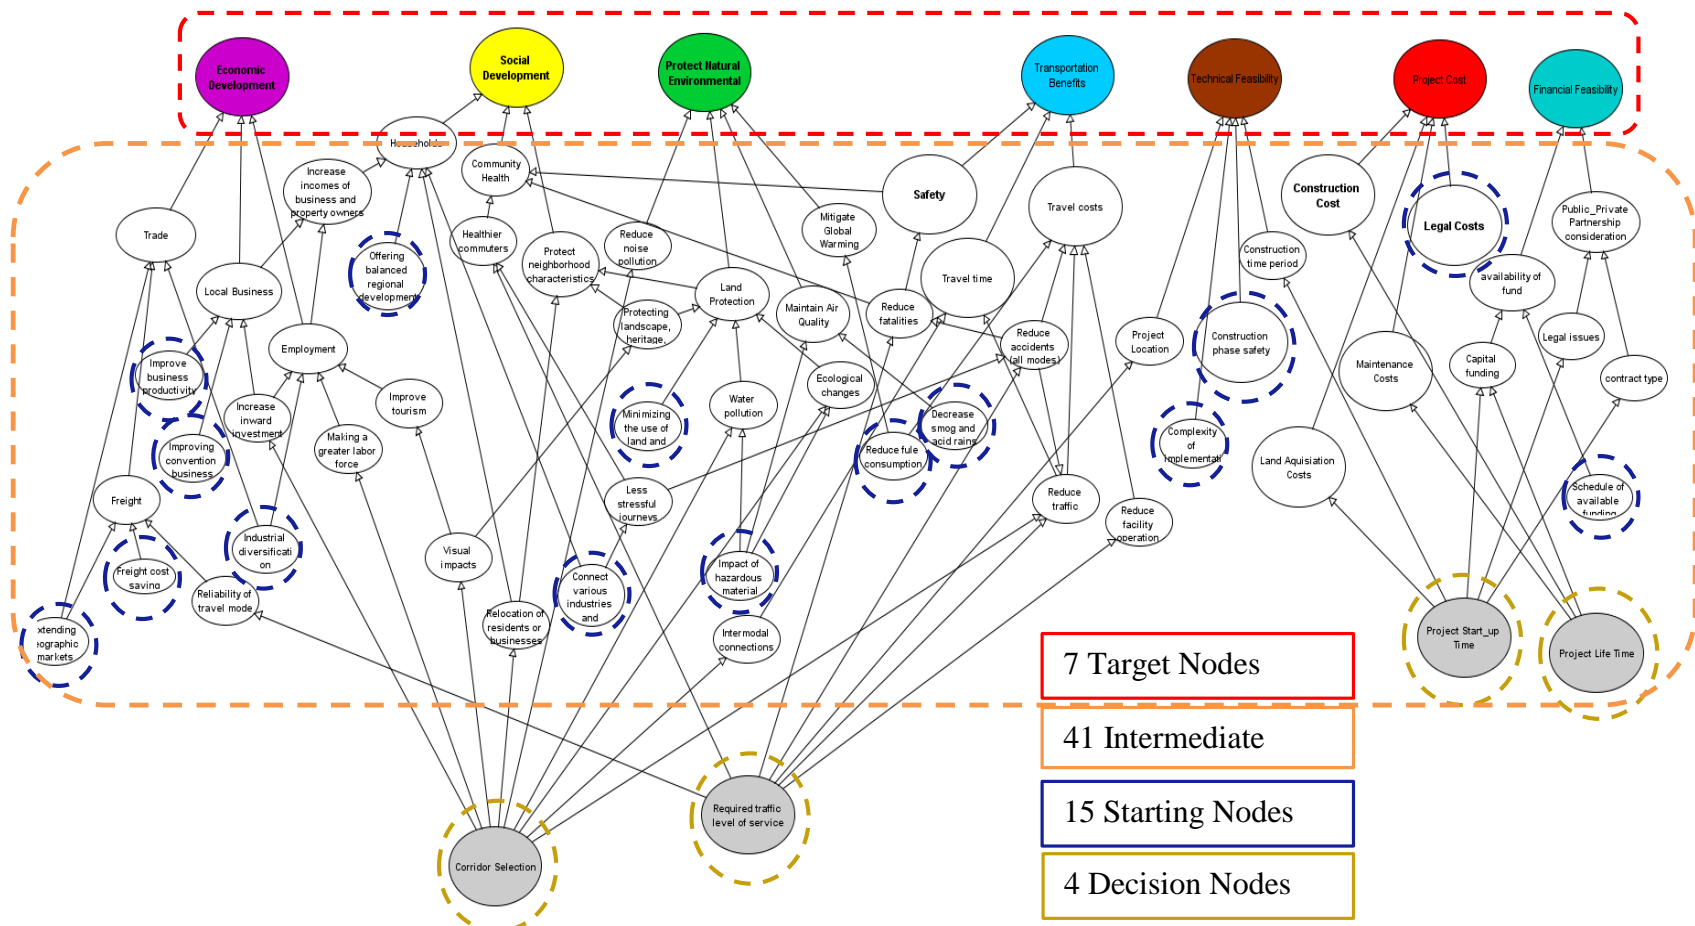 Economic
Development
Social
Development
Protect Natural
Environmental
Transportation
Benefits
Technical Feasibility
Project Cost
Financial Feasibility
Households
Community
Health
Increase
incomes of
business and
property owners
Safety
Travel costs
Construction
Cost
Legal Costs
Public_Private
Partnership
consideration
Trade
Healthier
commuters
Reduce
noise
pollution
Mitigate
Global
Warming
Protect
neighborhood
characteristics
Offering
balanced
regional
development
Construction
time period
Travel time
availability of
fund
Local Business
Land
Protection
Maintain Air
Quality
Reduce
fatalities
Protecting
landscape,
heritage,
Reduce
accidents
(all modes)
Project
Location
Construction
phase safety
Legal issues
Employment
Improve
business
productivity
Capital
funding
Maintenance
Costs
contract type
Ecological
changes
Improve
tourism
Water
pollution
Increase
inward
investment
Minimizing
the use of
land and
Decrease
smog and
acid rains
Making a
greater labor
force
Improving
convention
business
Reduce fule
consumption
Complexity
of
implementati
Land Aquisiation
Costs
Freight
Less
stressful
journeys
Reduce
traffic
Schedule of
available
funding
Reduce
facility
operation
Industrial
diversificati
on
Visual
impacts
Freight cost
saving
Connect
various
industries
and
Impact of
hazardous
material
Reliability of
travel mode
Relocation of
residents or
businesses
Intermodal
connections
xtending
eographic
markets
Project Start_up
Time
Project Life Time
7 Target Nodes
41 Intermediate
15 Starting Nodes
4 Decision Nodes
Required traffic
level of service
Corridor Selection